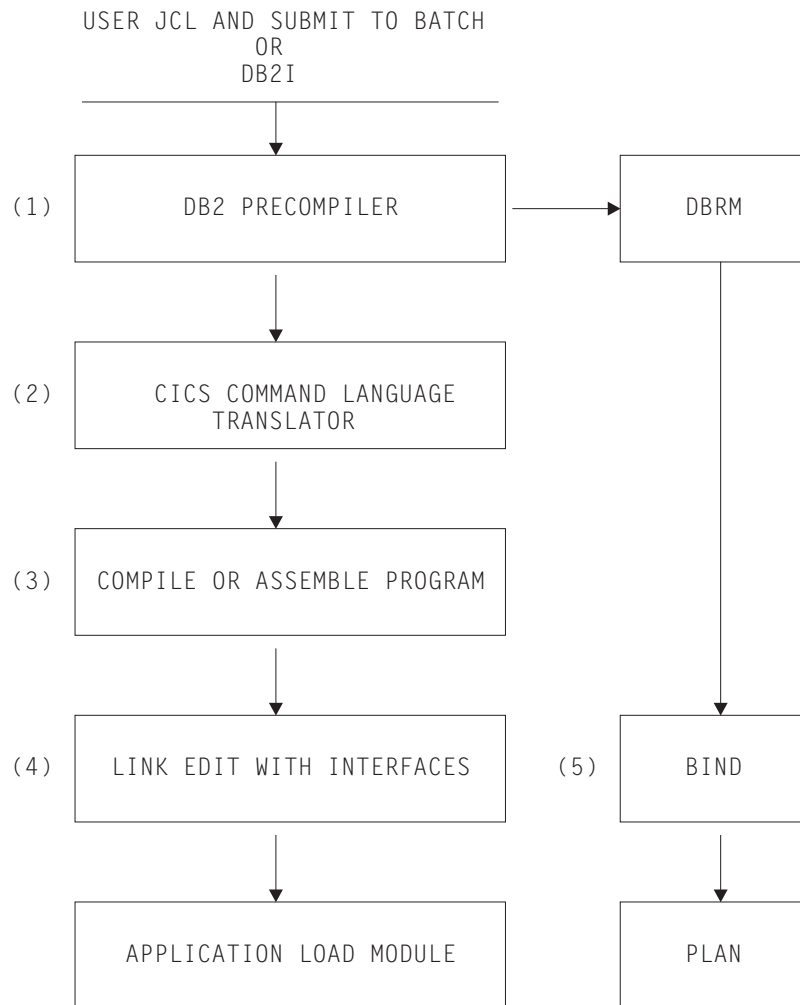 USER JCL AND SUBMIT TO BATCH
OR
DB2I
(1)
DB2 PRECOMPILER
DBRM
(2)
CICS COMMAND LANGUAGE
TRANSLATOR
(3)
COMPILE OR ASSEMBLE PROGRAM
(4)
LINK EDIT WITH INTERFACES
(5)
BIND
APPLICATION LOAD MODULE
PLAN